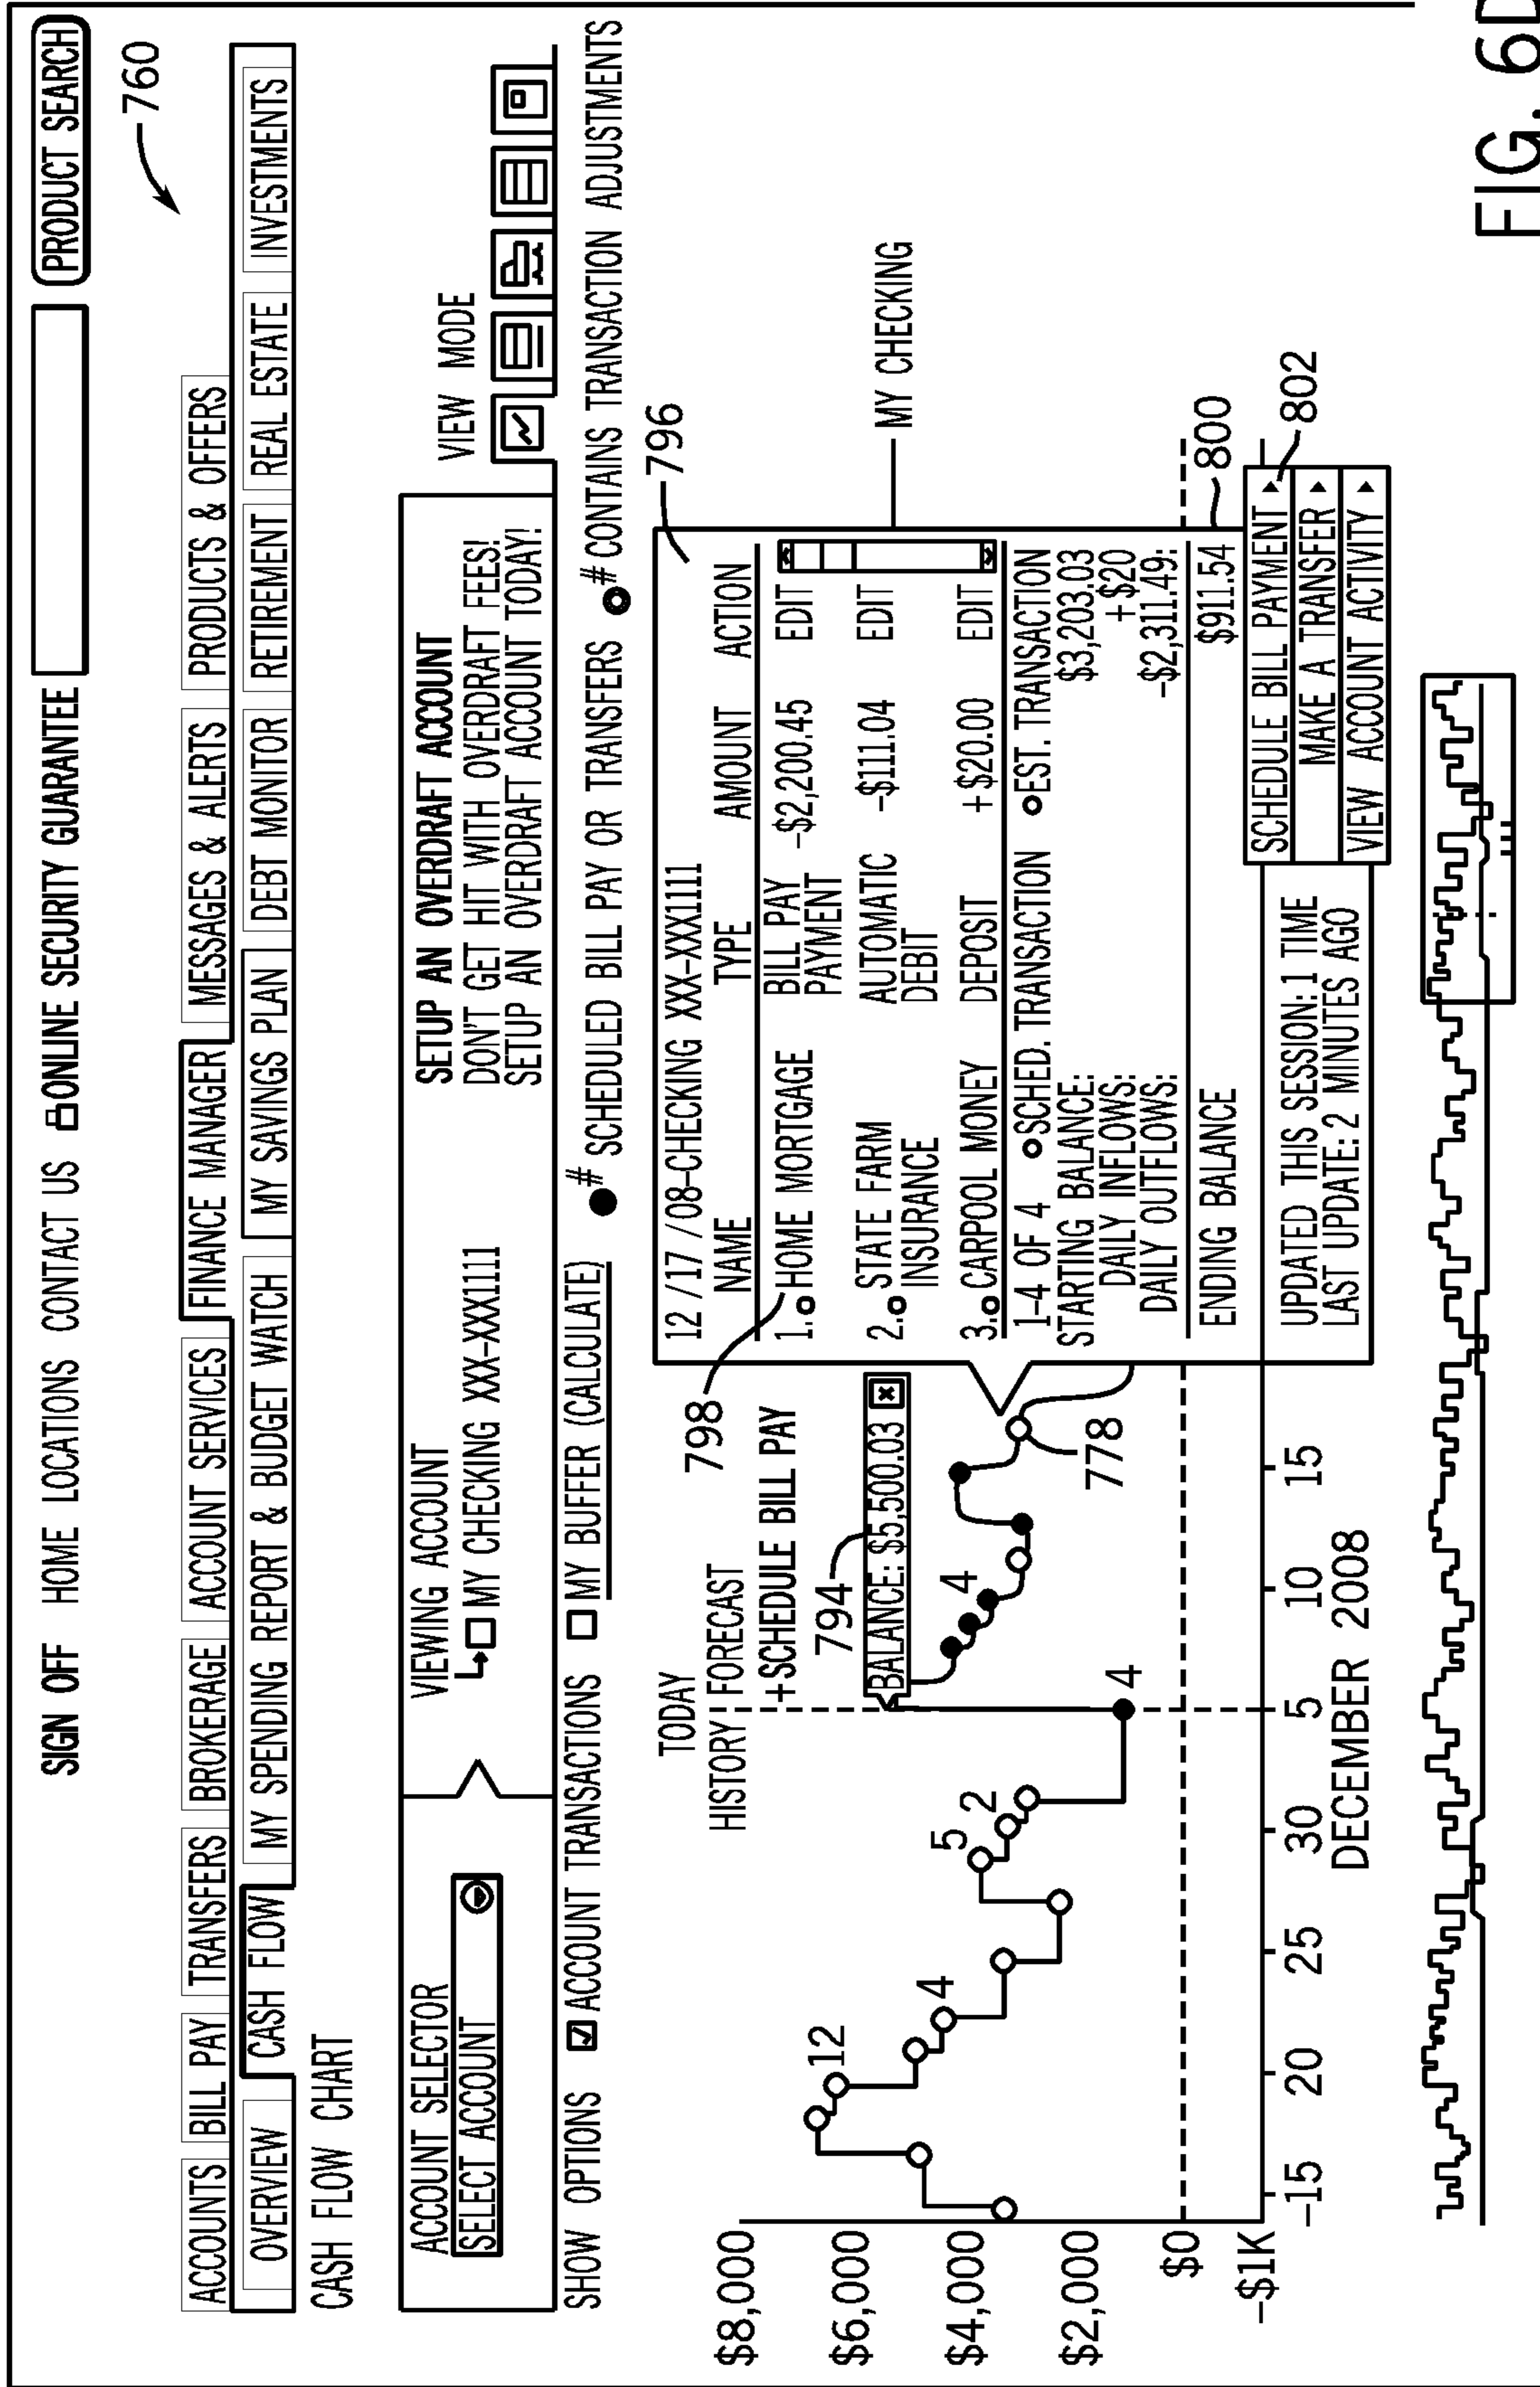 SIGN OFF HOME LOCATIONS CONTACT US ONLINE SECURITY GUARANTEE PRODUCT SEARCH
760
ACCOUNTS BILL PAY TRANSFERS BROKERAGE ACCOUNT SERVICES FINANCE MANAGER MESSAGES & ALERTS PRODUCTS & OFFERS
OVERVIEW CASH FLOW MY SPENDING REPORT & BUDGET WATCH MY SAVINGS PLAN DEBT MONITOR RETIREMENT REAL ESTATE INVESTMENTS
CASH FLOW CHART
ACCOUNT SELECTOR
SELECT ACCOUNT
VIEWING ACCOUNT
MY CHECKING XXX-XXX1111
SETUP AN OVERDRAFT ACCOUNT
DON'T GET HIT WITH OVERDRAFT FEES!
SETUP AN OVERDRAFT ACCOUNT TODAY!
VIEW MODE
SHOW OPTIONS ACCOUNT TRANSACTIONS MY BUFFER (CALCULATE) # SCHEDULED BILL PAY OR TRANSFERS # CONTAINS TRANSACTION ADJUSTMENTS
TODAY
HISTORY FORECAST
+SCHEDULE BILL PAY
798
796
794
BALANCE: $5,500.03
12/17/08-CHECKING XXX-XXX1111
NAME TYPE AMOUNT ACTION
1. HOME MORTGAGE BILL PAY PAYMENT -$2,200.45 EDIT
2. STATE FARM INSURANCE AUTOMATIC DEBIT -$111.04 EDIT
3. CARPOOL MONEY DEPOSIT +$20.00 EDIT
1-4 OF 4 SCHED. TRANSACTION EST. TRANSACTION
STARTING BALANCE: $3,203.03
DAILY INFLOWS: +$20
DAILY OUTFLOWS: -$2,311.49:
ENDING BALANCE $911.54
800
MY CHECKING
UPDATED THIS SESSION: 1 TIME
LAST UPDATE: 2 MINUTES AGO
SCHEDULE BILL PAYMENT
802
MAKE A TRANSFER
VIEW ACCOUNT ACTIVITY
$8,000
$6,000
$4,000
$2,000
$0
-$1K
12
4
5
2
4
4
778
-15 20 25 30 5 10 15
DECEMBER 2008
FIG. 6D